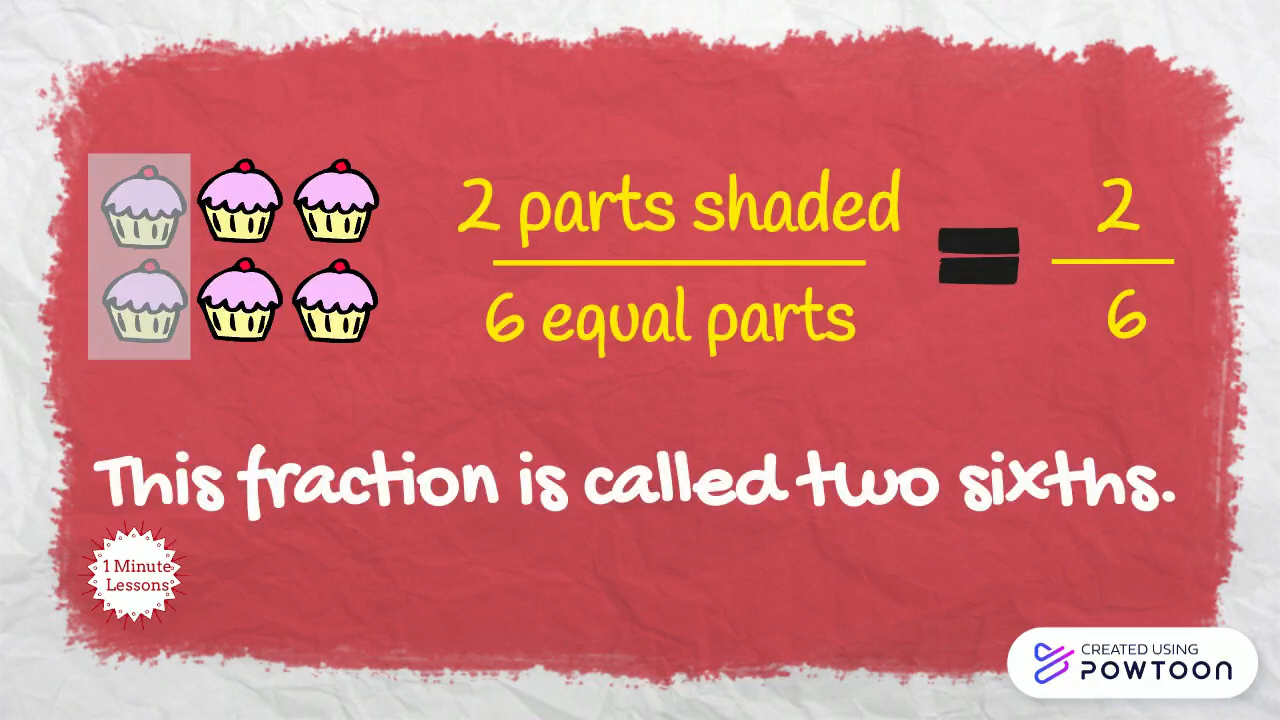 2 parts shaded
6 equal parts
=
2
6
This fraction is called two sixths.
1 Minute
Lessons
CREATED USING
POWTOON